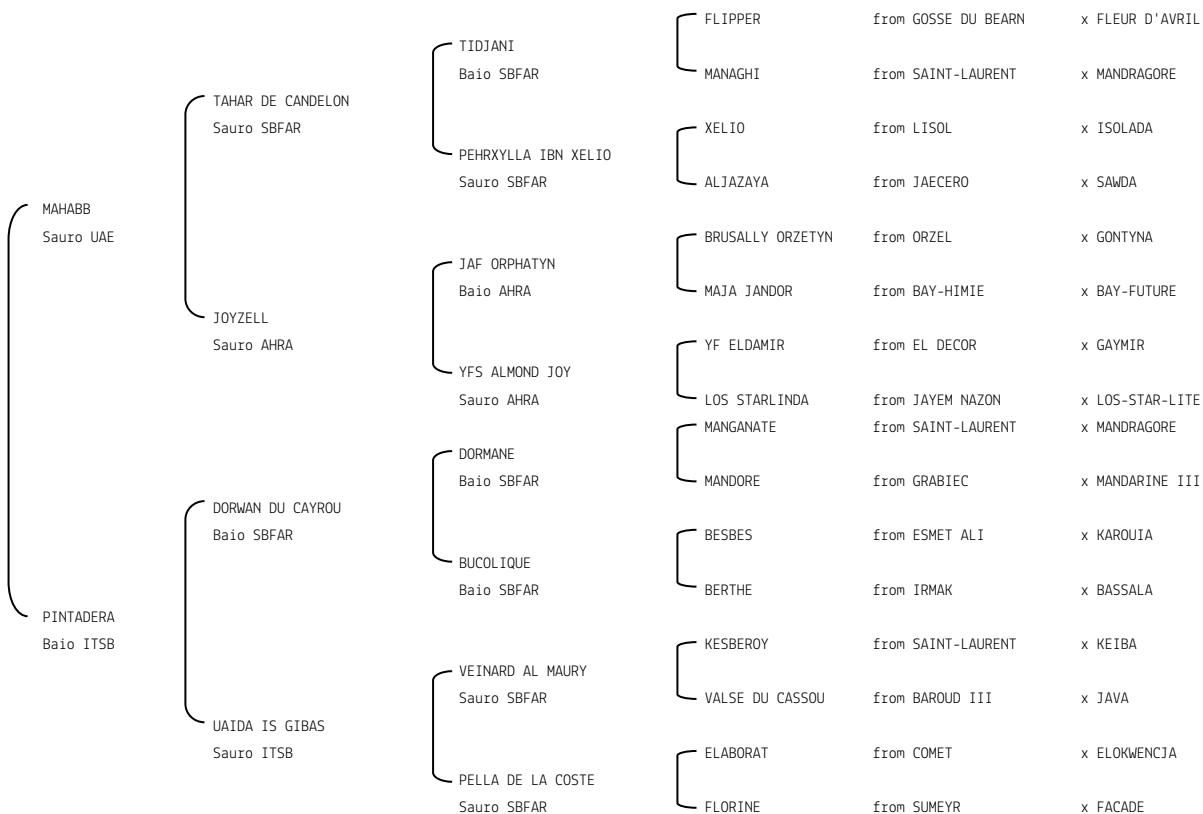 FLIPPER from GOSSE DU BEARN x FLEUR D'AVRIL
TIDJANI
Baio SBFAR MANAGHI from SAINT-LAURENT x MANDRAGORE
TAHAR DE CANDELON
Sauro SBFAR XELIO from LISOL x ISOLADA
PEHRXYLLA IBN XELIO
Sauro SBFAR ALJAZAYA from JAECERO x SAWDA
MAHABB
Sauro UAE BRUSALLY ORZETYN from ORZEL x GONTYNA
JAF ORPHATYN
Baio AHRA MAJA JANDOR from BAY-HIMIE x BAY-FUTURE
JOYZELL
Sauro AHRA YF ELDAMIR from EL DECOR x GAYMIR
YFS ALMOND JOY
Sauro AHRA LOS STARLINDA from JAYEM NAZON x LOS-STAR-LITE
MANGANATE from SAINT-LAURENT x MANDRAGORE
DORMANE
Baio SBFAR MANDORE from GRABIEC x MANDARINE III
DORWAN DU CAYROU
Baio SBFAR BESBES from ESMET ALI x KAROUIA
BUCOLIQUE
Baio SBFAR BERTHE from IRMAK x BASSALA
PINTADERA
Baio ITSB KESBEROY from SAINT-LAURENT x KEIBA
VEINARD AL MAURY
Sauro SBFAR VALSE DU CASSOU from BAROUD III x JAVA
UAIDA IS GIBAS
Sauro ITSB ELABORAT from COMET x ELOKWENCJA
PELLA DE LA COSTE
Sauro SBFAR FLORINE from SUMEYR x FACADE